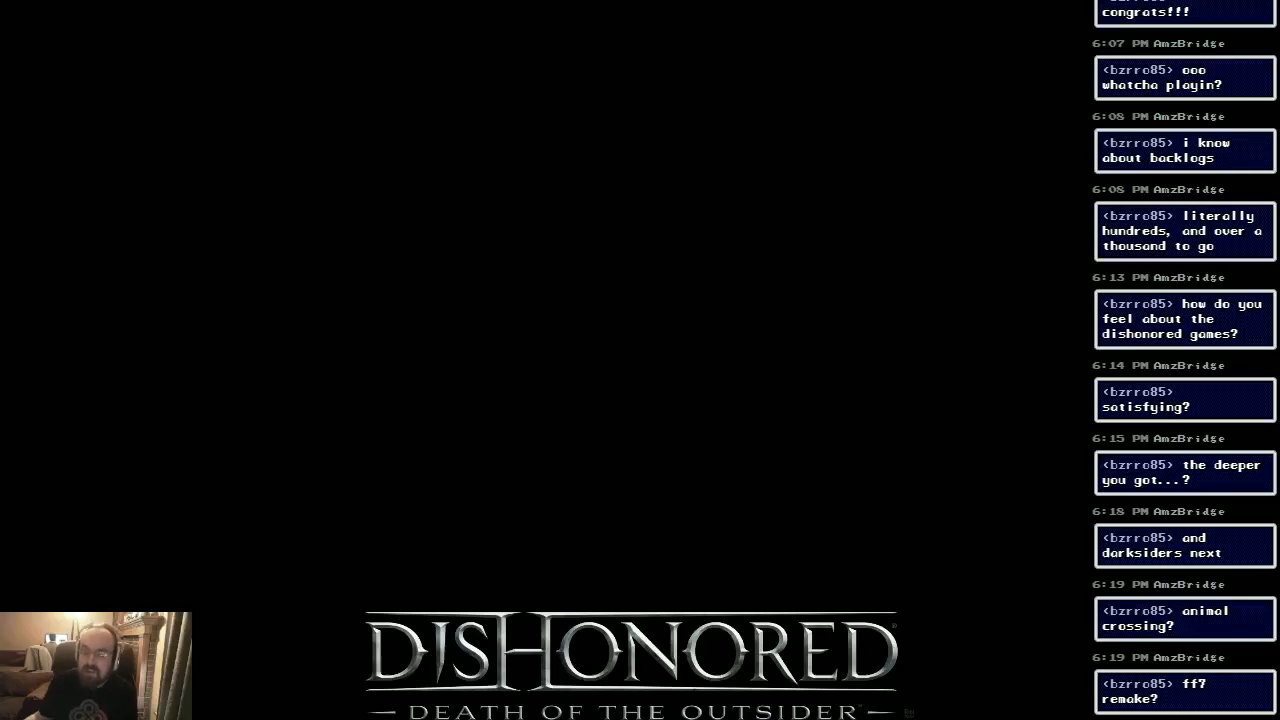 congrats!!!
6:07 PM AmzBridge
<bzrro85> ooo
whatcha playin?
6:08 PM AmzBridge
<bzrro85> i know
about backlogs
6:08 PM AmzBridge
<bzrro85> literally
hundreds, and over a
thousand to go
6:13 PM AmzBridge
<bzrro85> how do you
feel about the
dishonored games?
6:14 PM AmzBridge
<bzrro85>
satisfying?
6:15 PM AmzBridge
<bzrro85> the deeper
you got...?
6:18 PM AmzBridge
<bzrro85> and
darksiders next
6:19 PM AmzBridge
<bzrro85> animal
crossing?
6:19 PM AmzBridge
<bzrro85> ff7
remake?
DISHONORED
DEATH OF THE OUTSIDER